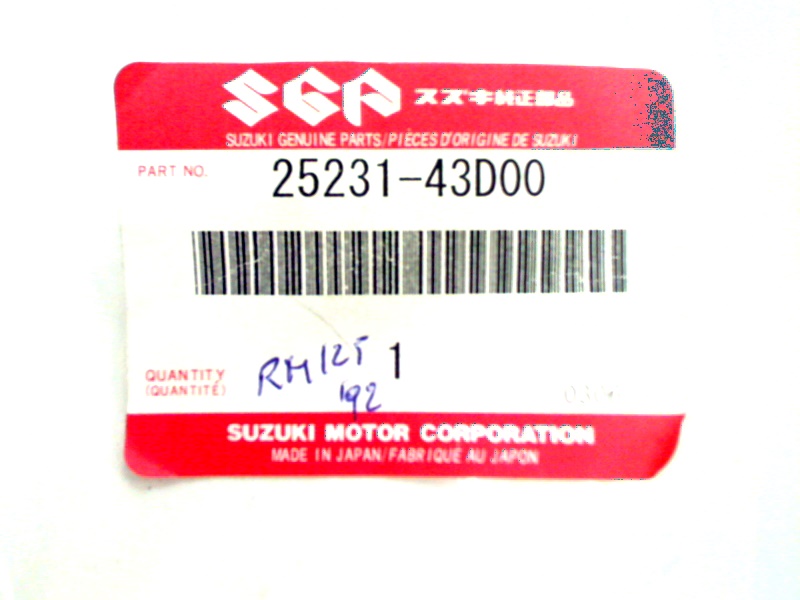 SGP スズキ純正部品
SUZUKI GENUINE PARTS/PIÈCES D'ORIGINE DE SUZUKI
PART NO. 25231-43D00
RM125 1
'92
QUANTITY
(QUANTITÉ)
SUZUKI MOTOR CORPORATION
MADE IN JAPAN/FABRIQUE AU JAPON